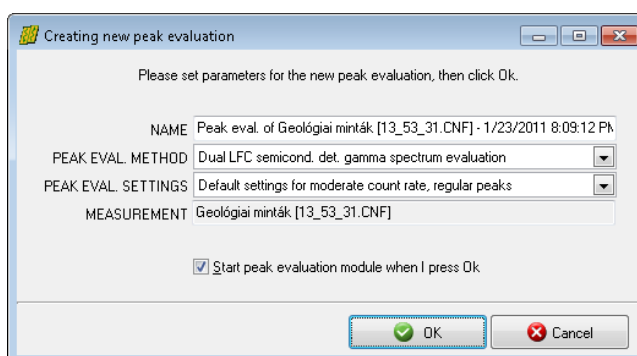 Creating new peak evaluation
Please set parameters for the new peak evaluation, then click Ok.
NAME Peak eval. of Geológiai minták [13_53_31.CNF] - 1/23/2011 8:09:12
PEAK EVAL. METHOD Dual LFC semicond. det. gamma spectrum evaluation
PEAK EVAL. SETTINGS Default settings for moderate count rate, regular peaks
MEASUREMENT Geológiai minták [13_53_31.CNF]
Start peak evaluation module when I press Ok
OK Cancel